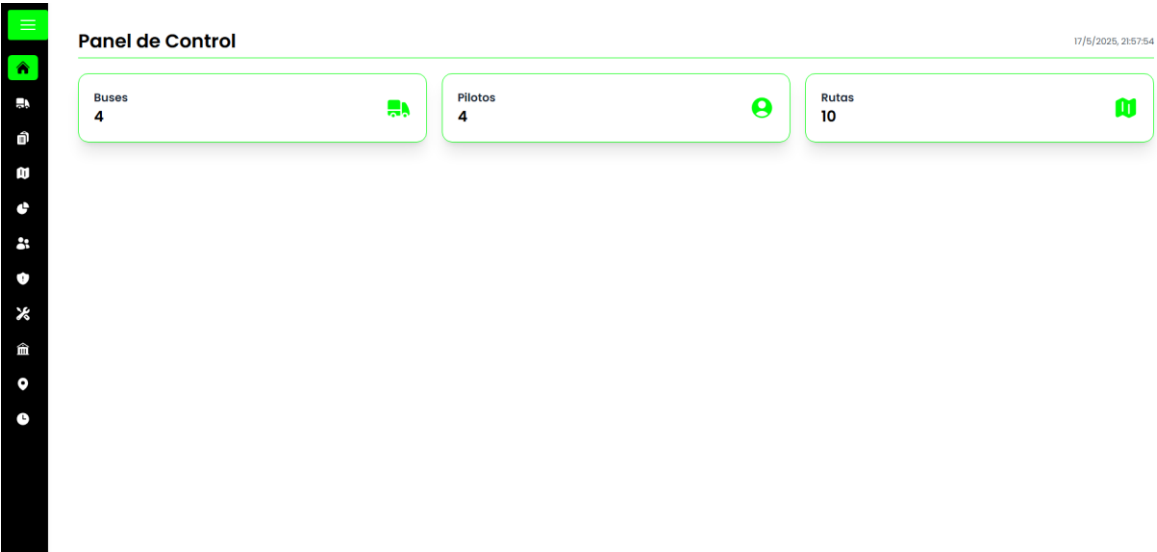 Panel de Control
17/5/2025, 21:57:54
Buses
4
Pilotos
4
Rutas
10